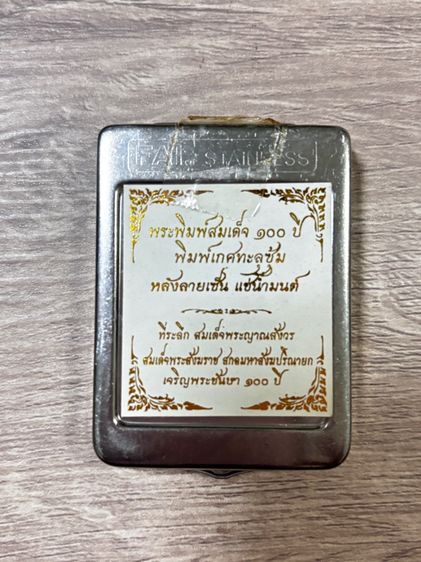 STAINLESS
พระพิมพ์สมเด็จ ๑๐๐ ปี
พิมพ์เกศทะลุซุ้ม
หลังลายเซ็น แช่น้ำมนต์
ที่ระลึก สมเด็จพระญาณสังวร
สมเด็จพระสังฆราช สกลมหาสังฆปริณายก
เจริญพระชันษา ๑๐๐ ปี